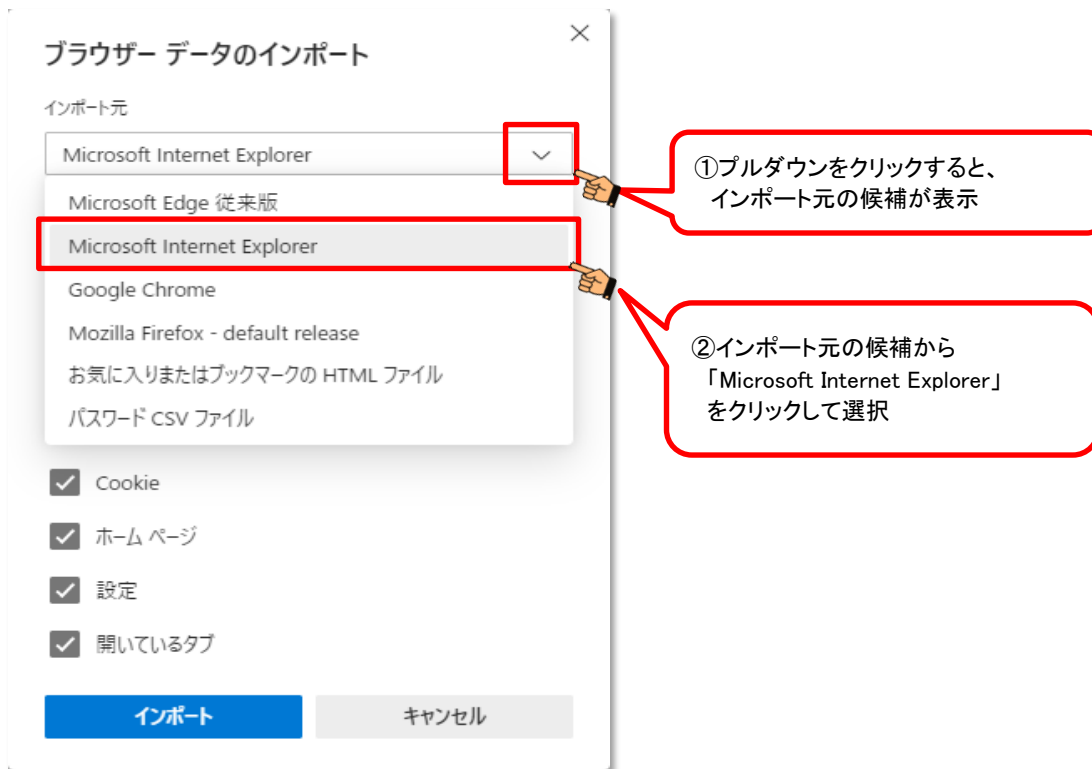 ブラウザー データのインポート
インポート元
Microsoft Internet Explorer
Microsoft Edge 従来版
Microsoft Internet Explorer
Google Chrome
Mozilla Firefox - default release
お気に入りまたはブックマークの HTML ファイル
パスワード CSV ファイル
Cookie
ホーム ページ
設定
開いているタブ
インポート
キャンセル
①プルダウンをクリックすると、
インポート元の候補が表示
②インポート元の候補から
「Microsoft Internet Explorer」
をクリックして選択